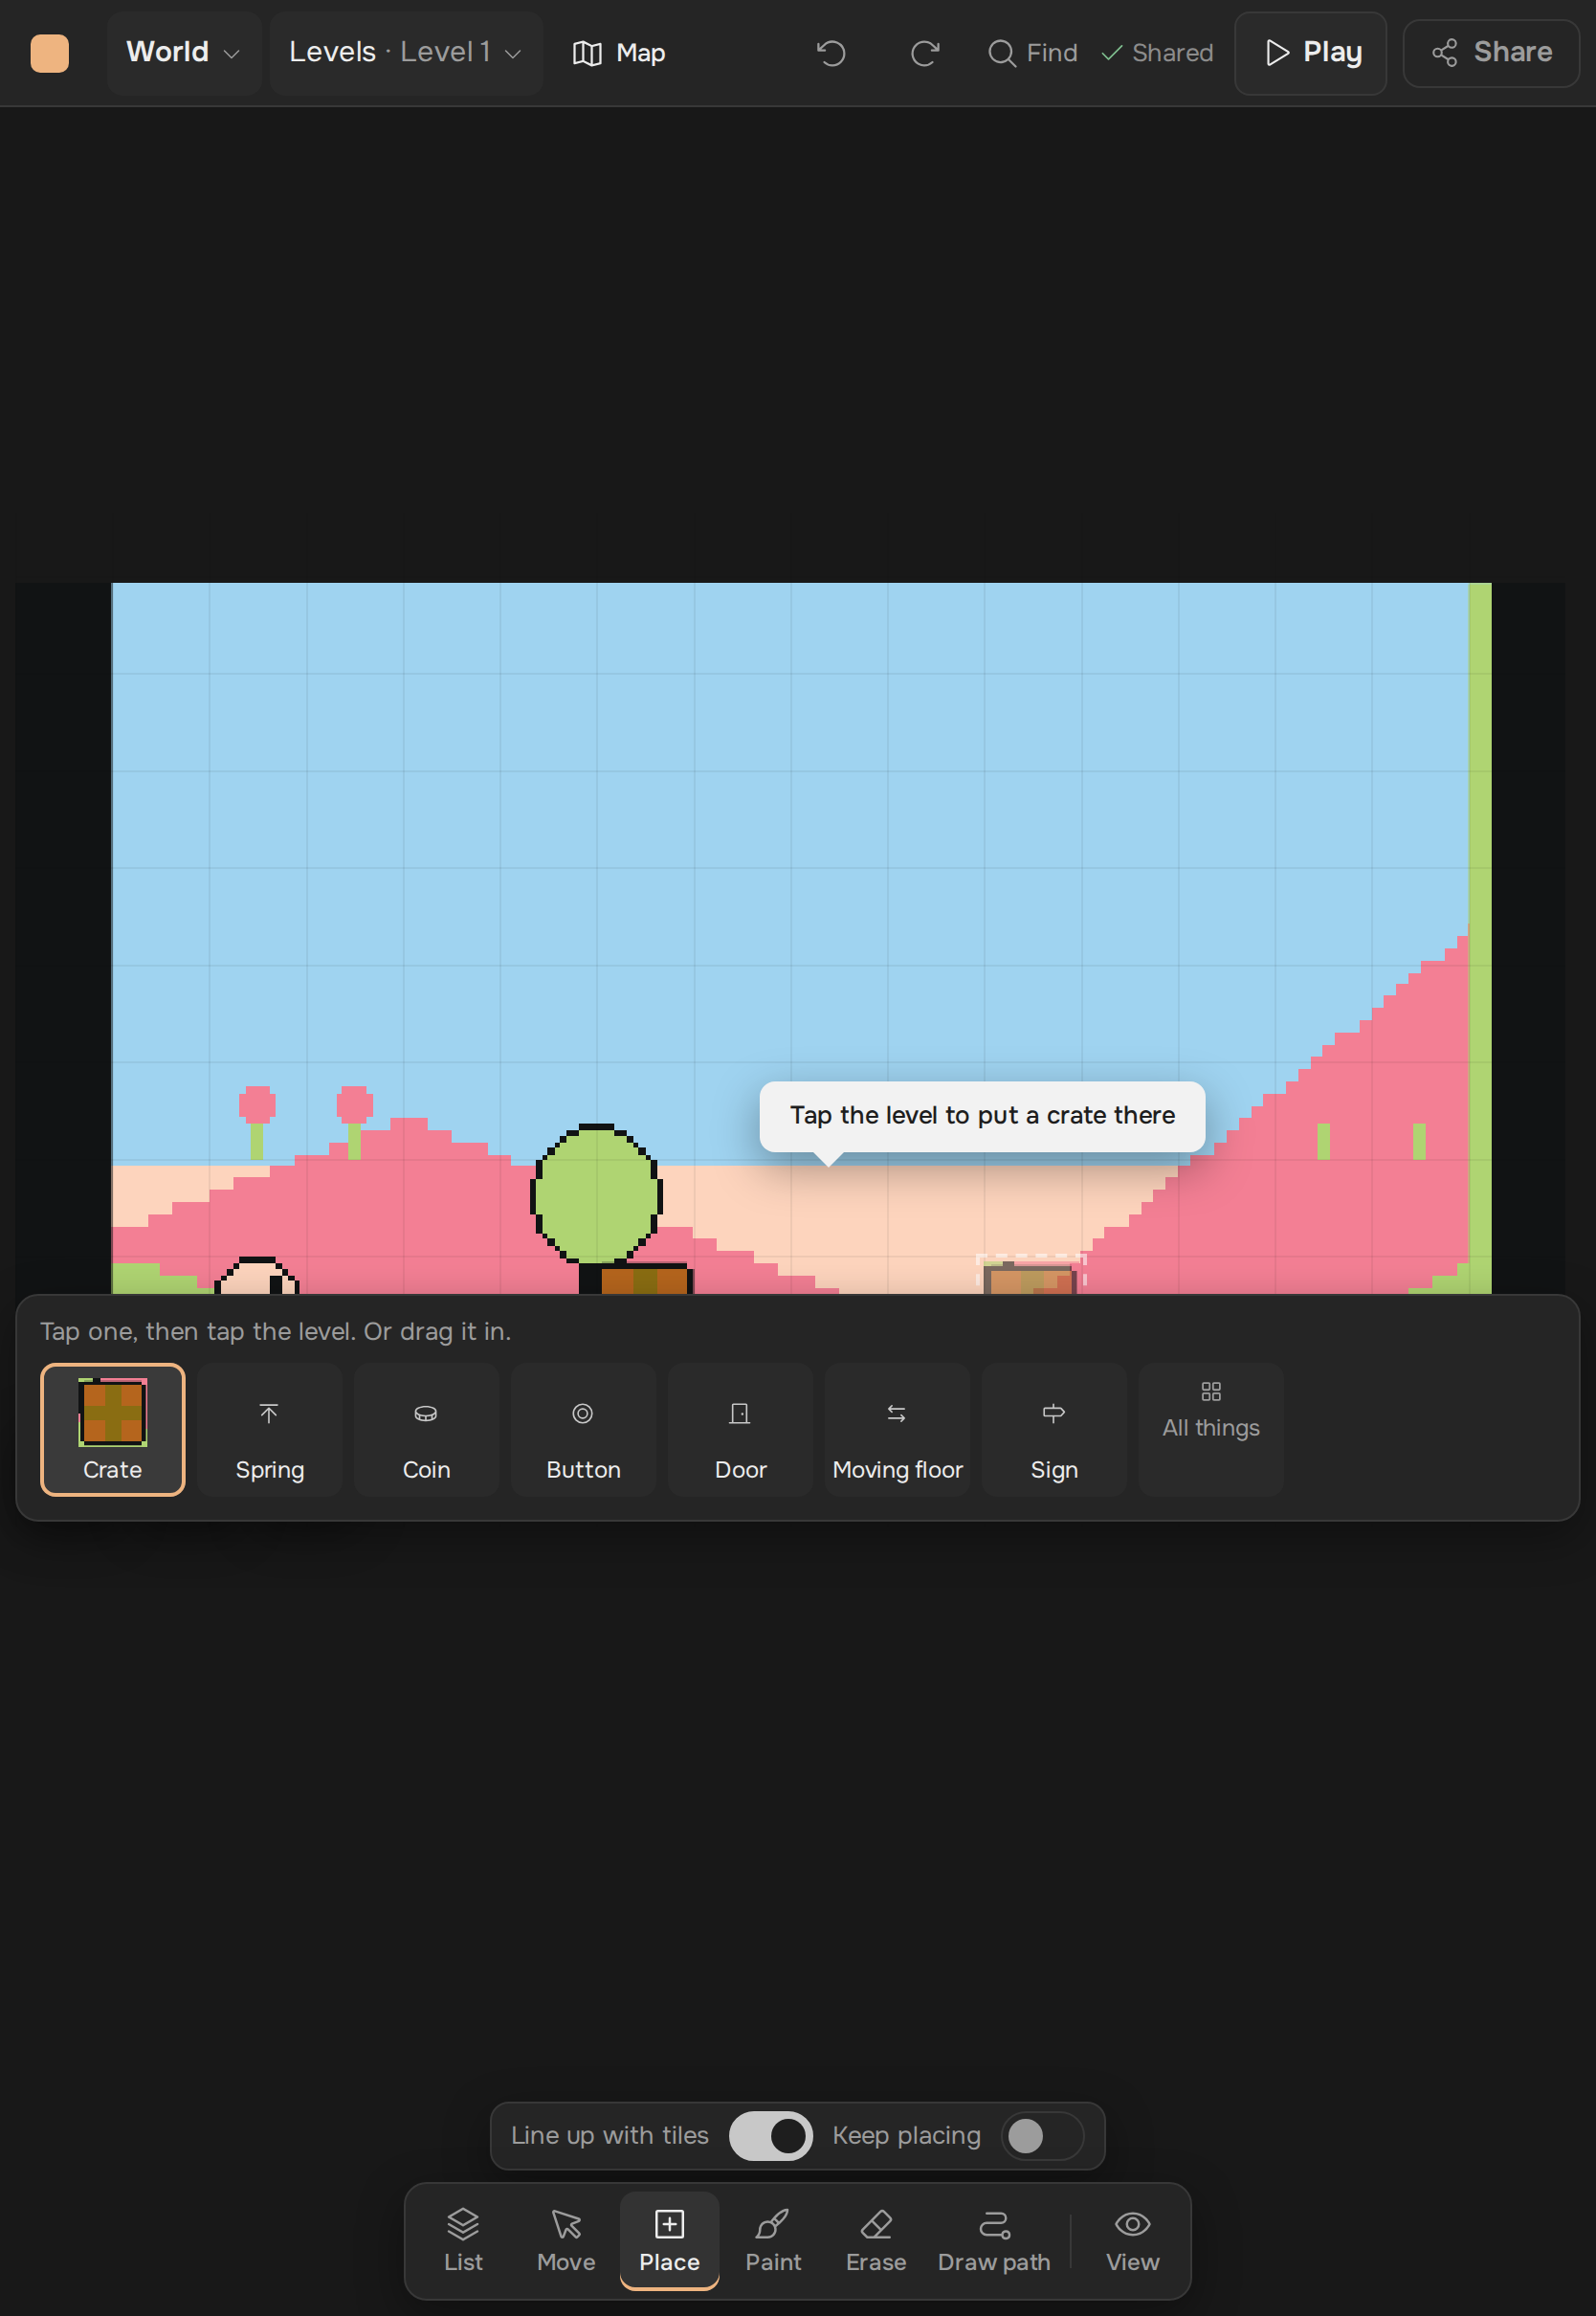 World
Levels · Level 1
Map
Find
Shared
Play
Share
Tap the level to put a crate there
Tap one, then tap the level. Or drag it in.
Crate
Spring
Coin
Button
Door
Moving floor
Sign
All things
Line up with tiles
Keep placing
List
Move
Place
Paint
Erase
Draw path
View